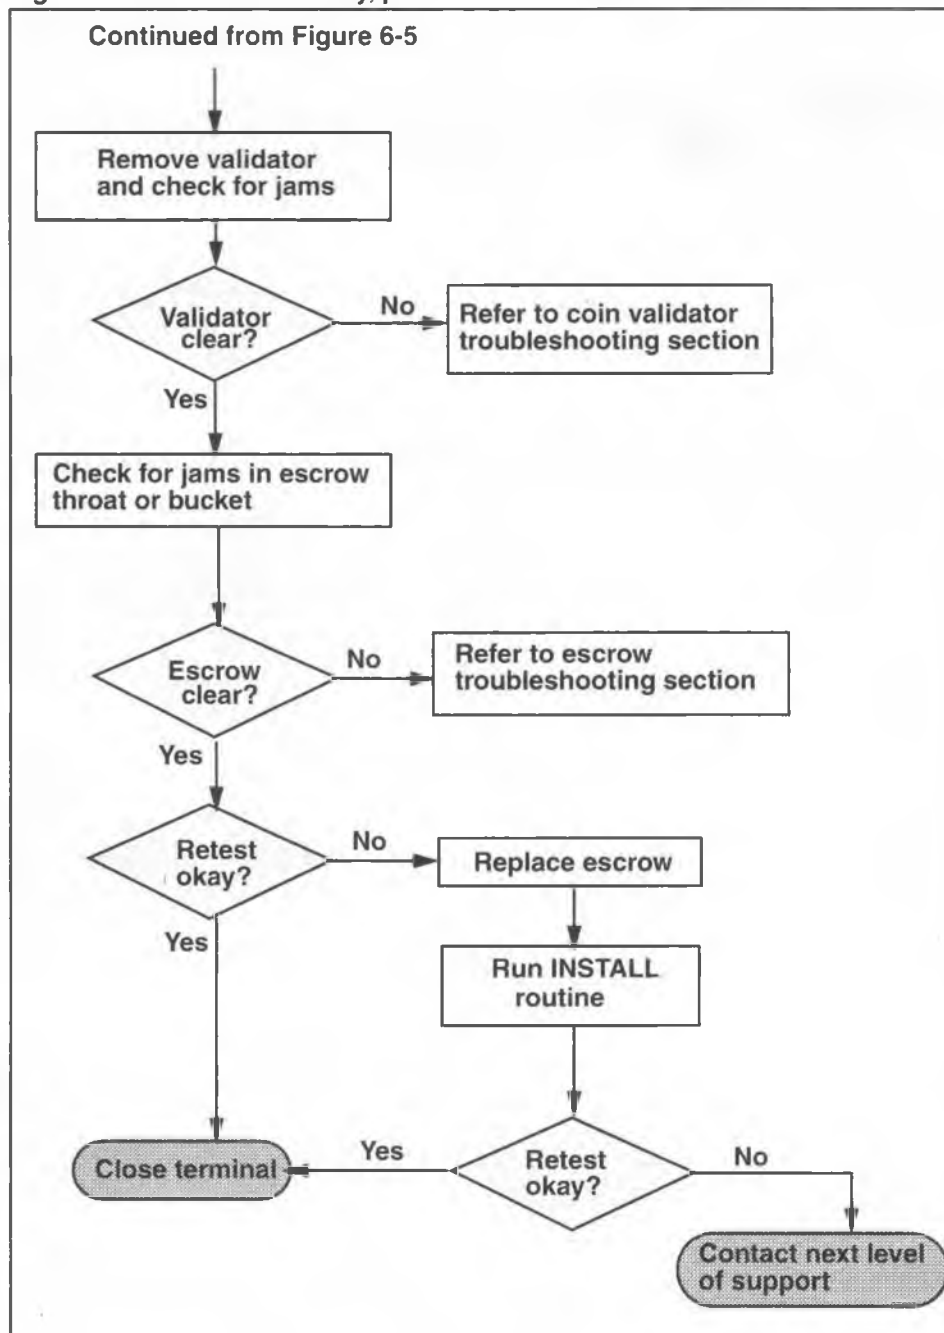 Continued from Figure 6-5
Remove validator
and check for jams
Validator
clear?
No
Refer to coin validator
troubleshooting section
Yes
Check for jams in escrow
throat or bucket
Escrow
clear?
No
Refer to escrow
troubleshooting section
Yes
Retest
okay?
No
Replace escrow
Yes
Run INSTALL
routine
Close terminal
Yes
Retest
okay?
No
Contact next level
of support